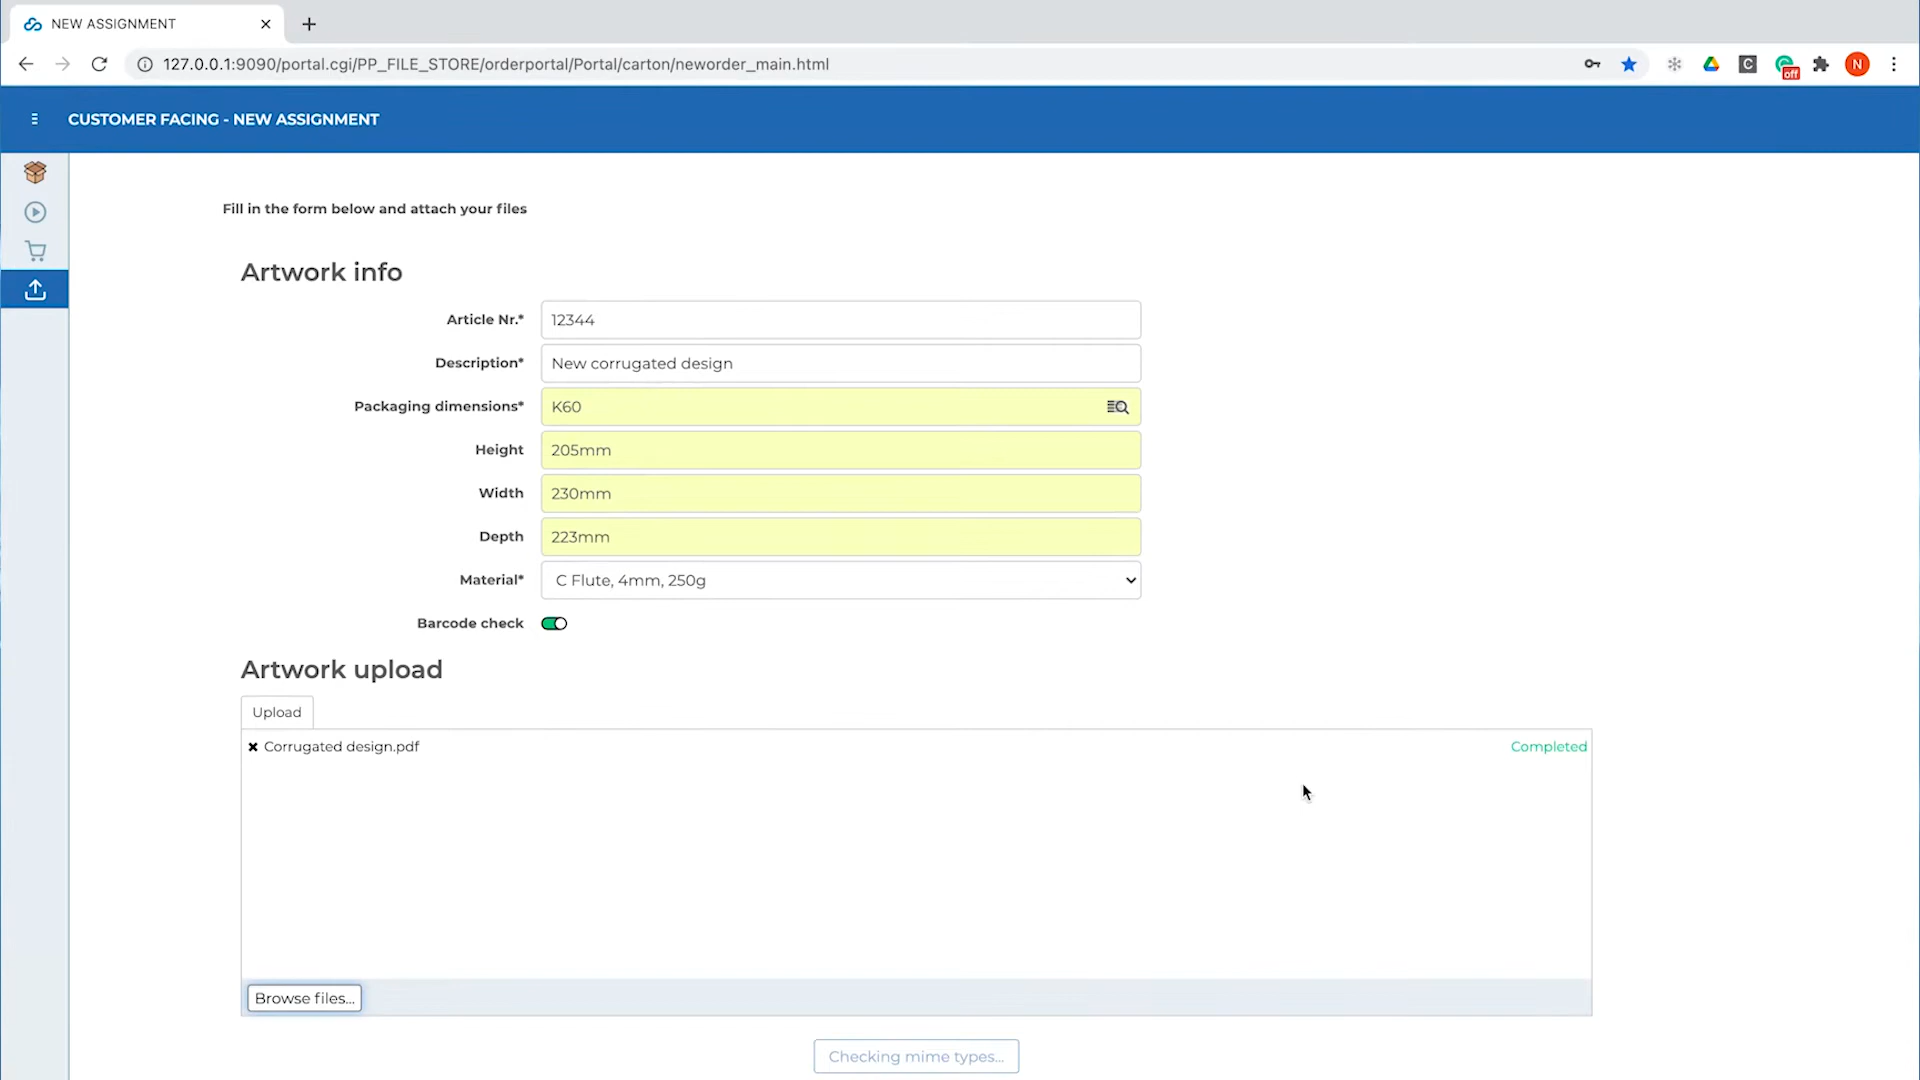 NEW ASSIGNMENT
127.0.0.1:9090/portal.cgi/PP_FILE_STORE/orderportal/Portal/carton/neworder_main.html
C
off
N
CUSTOMER FACING - NEW ASSIGNMENT
Fill in the form below and attach your files
Artwork info
Article Nr.* 12344
Description* New corrugated design
Packaging dimensions* K60
Height 205mm
Width 230mm
Depth 223mm
Material* C Flute, 4mm, 250g
Barcode check
Artwork upload
Upload
Corrugated design.pdf Completed
Browse files...
Checking mime types...